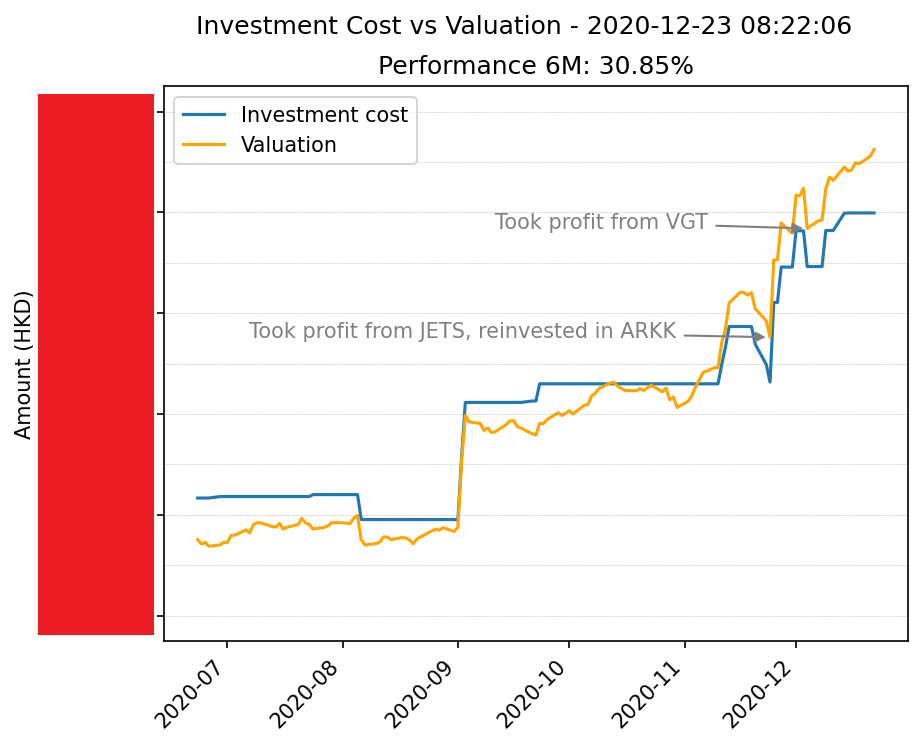 Investment Cost vs Valuation - 2020-12-23 08:22:06
Performance 6M: 30.85%
Investment cost
Valuation
Took profit from VGT
Took profit from JETS, reinvested in ARKK
Amount (HKD)
2020-07
2020-08
2020-09
2020-10
2020-11
2020-12